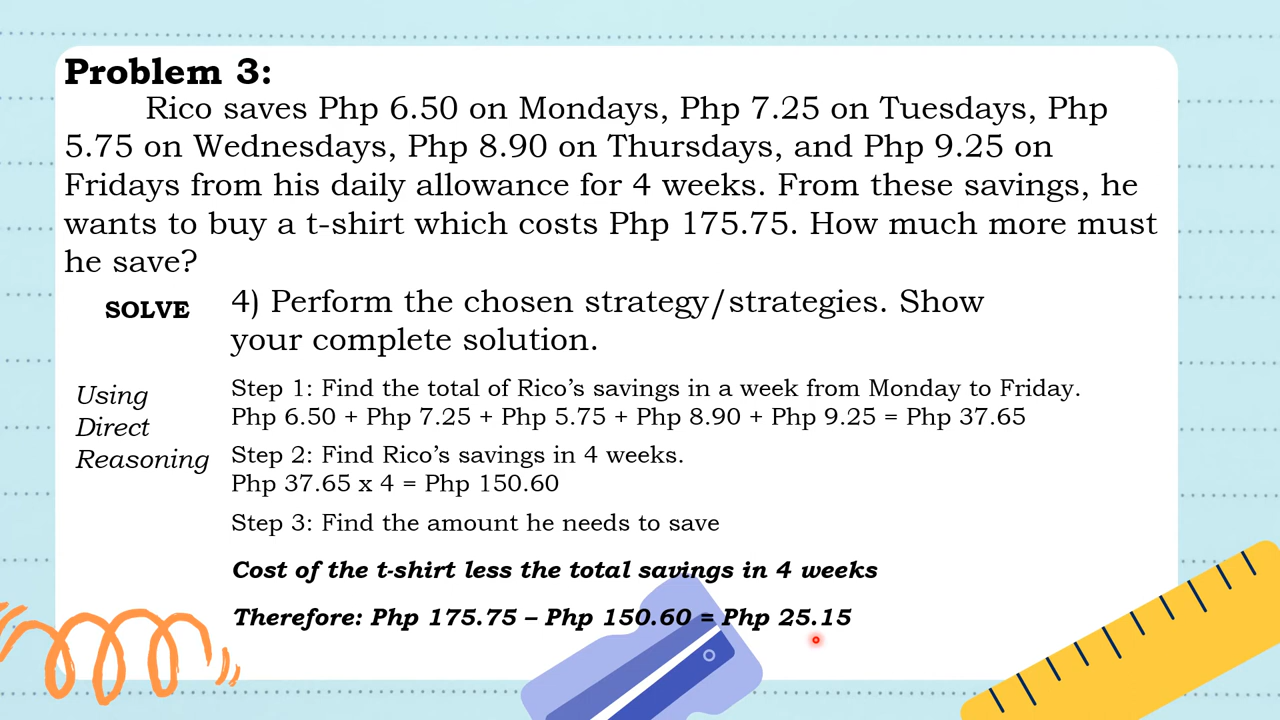 Problem 3:
Rico saves Php 6.50 on Mondays, Php 7.25 on Tuesdays, Php
5.75 on Wednesdays, Php 8.90 on Thursdays, and Php 9.25 on
Fridays from his daily allowance for 4 weeks. From these savings, he
wants to buy a t-shirt which costs Php 175.75. How much more must
he save?
SOLVE
4) Perform the chosen strategy/strategies. Show
your complete solution.
Using
Direct
Reasoning
Step 1: Find the total of Rico’s savings in a week from Monday to Friday.
Php 6.50 + Php 7.25 + Php 5.75 + Php 8.90 + Php 9.25 = Php 37.65
Step 2: Find Rico’s savings in 4 weeks.
Php 37.65 x 4 = Php 150.60
Step 3: Find the amount he needs to save
Cost of the t-shirt less the total savings in 4 weeks
Therefore: Php 175.75 – Php 150.60 = Php 25.15